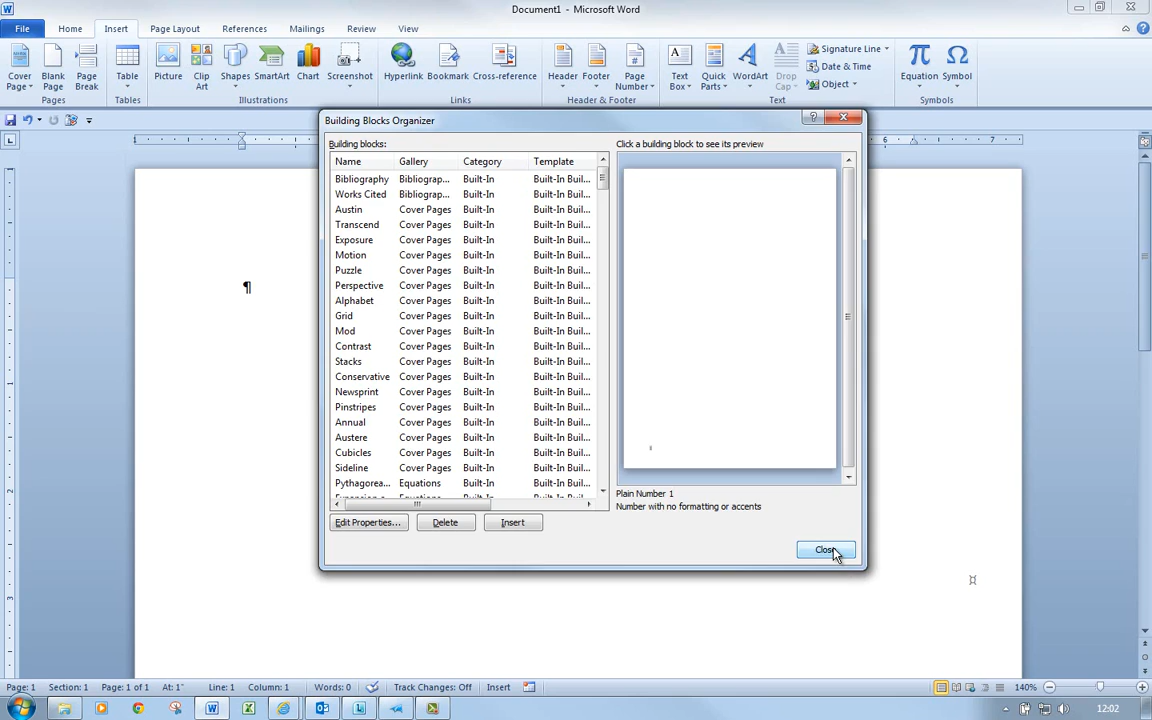 Document1 - Microsoft Word
File Home Insert Page Layout References Mailings Review View
Cover Page Blank Page Page Break Table Picture Clip Art Shapes SmartArt Chart Screenshot Hyperlink Bookmark Cross-reference Header Footer Page Number Text Box Quick Parts WordArt Drop Cap Signature Line Equation Symbol
Date & Time
Object
Pages Tables Illustrations Links Header & Footer Text Symbols
Building Blocks Organizer
Building blocks: Click a building block to see its preview
Name Gallery Category Template
Bibliography Bibliograp... Built-In Built-In Buil...
Works Cited Bibliograp... Built-In Built-In Buil...
Austin Cover Pages Built-In Built-In Buil...
Transcend Cover Pages Built-In Built-In Buil...
Exposure Cover Pages Built-In Built-In Buil...
Motion Cover Pages Built-In Built-In Buil...
Puzzle Cover Pages Built-In Built-In Buil...
Perspective Cover Pages Built-In Built-In Buil...
Alphabet Cover Pages Built-In Built-In Buil...
Grid Cover Pages Built-In Built-In Buil...
Mod Cover Pages Built-In Built-In Buil...
Contrast Cover Pages Built-In Built-In Buil...
Stacks Cover Pages Built-In Built-In Buil...
Conservative Cover Pages Built-In Built-In Buil...
Newsprint Cover Pages Built-In Built-In Buil...
Pinstripes Cover Pages Built-In Built-In Buil...
Annual Cover Pages Built-In Built-In Buil...
Austere Cover Pages Built-In Built-In Buil...
Cubicles Cover Pages Built-In Built-In Buil...
Sideline Cover Pages Built-In Built-In Buil...
Pythagorea... Equations Built-In Built-In Buil...
Plain Number 1
Number with no formatting or accents
Edit Properties... Delete Insert
Close
Page: 1 Section: 1 Page: 1 of 1 At: 1" Line: 1 Column: 1 Words: 0 Track Changes: Off Insert 140%
12:02